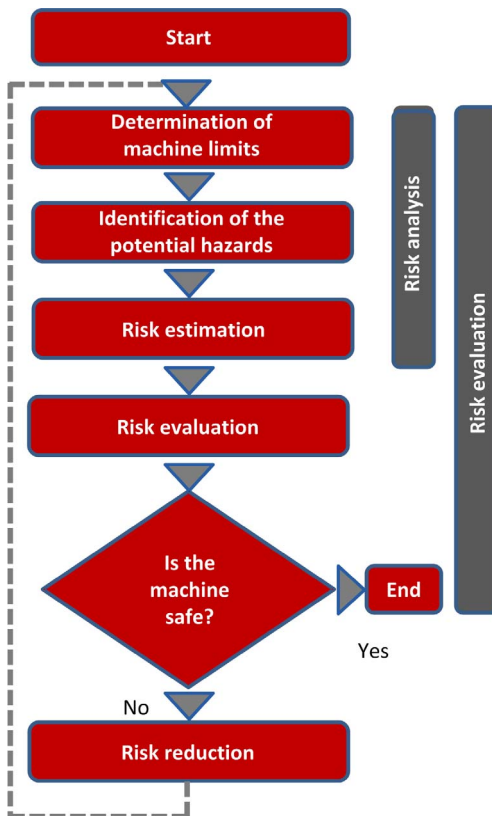 Start
Determination of
machine limits
Identification of the
potential hazards
Risk estimation
Risk evaluation
Is the
machine
safe?
End
Yes
No
Risk reduction
Risk analysis
Risk evaluation